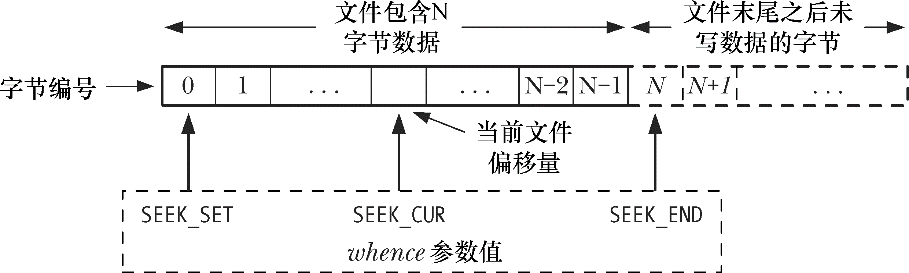 文件包含N
字节数据
文件末尾之后未
写数据的字节
字节编号
0 1 ... ... N-2 N-1 N N+1 ...
当前文件
偏移量
SEEK_SET SEEK_CUR SEEK_END
whence 参数值